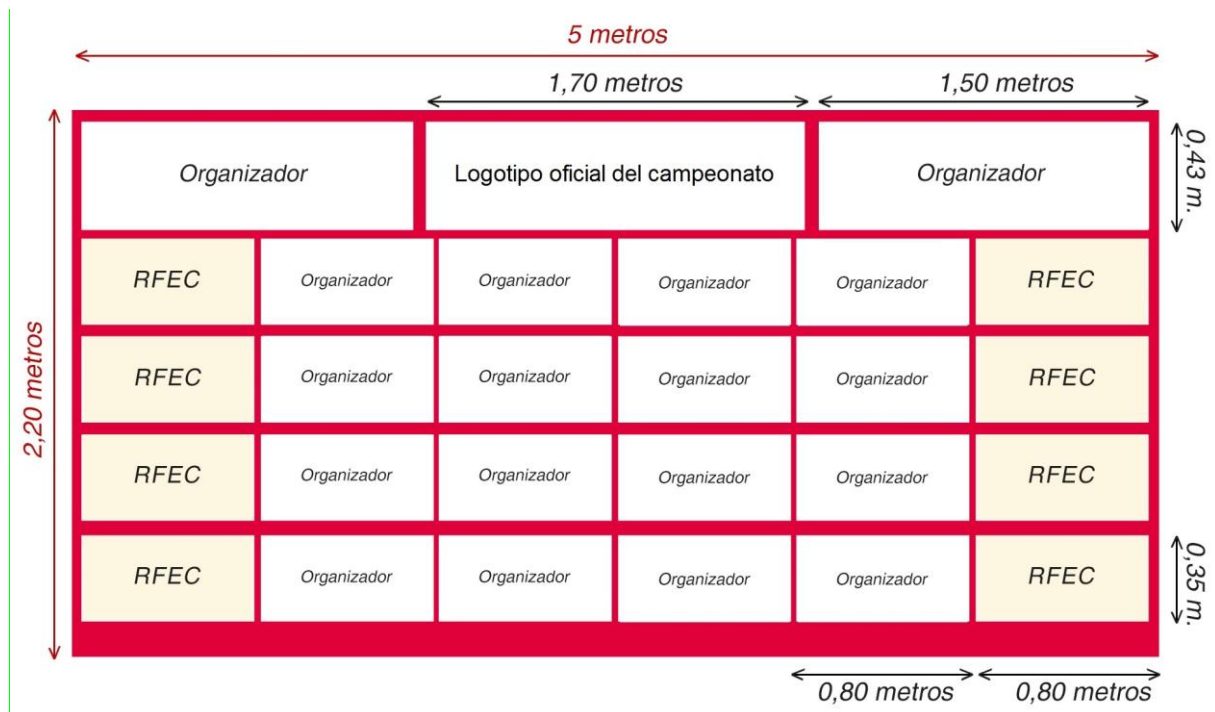 5 metros
1,70 metros
1,50 metros
Organizador
Logotipo oficial del campeonato
Organizador
0,43 m.
2,20 metros
RFEC
Organizador
Organizador
Organizador
Organizador
RFEC
RFEC
Organizador
Organizador
Organizador
Organizador
RFEC
RFEC
Organizador
Organizador
Organizador
Organizador
RFEC
RFEC
Organizador
Organizador
Organizador
Organizador
RFEC
0,35 m.
0,80 metros
0,80 metros